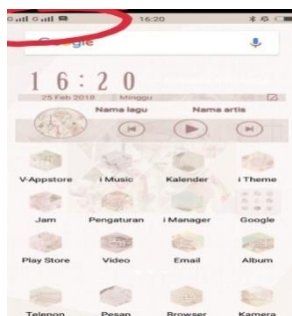 16:20
Google
16:20
25 Feb 2018 Minggu
Nama lagu Nama artis
V-Appstore i Music Kalender i Theme
Jam Pengaturan i Manager Google
Play Store Video Email Album
Telepon Pesan Browser Kamera